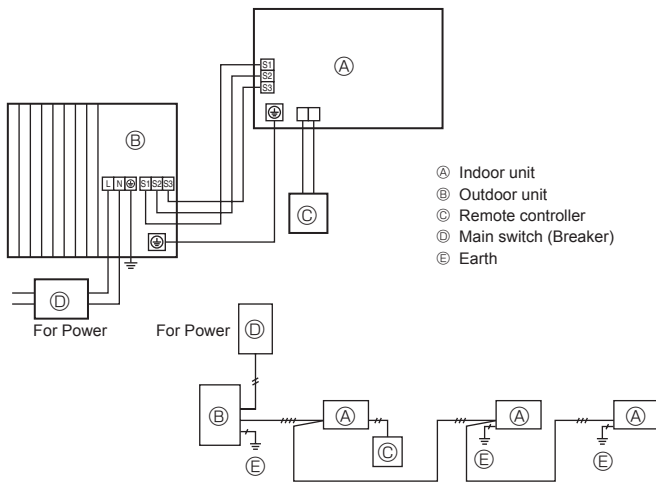 S1
S2
S3
Ⓐ
Ⓑ
L N S1 S2 S3
Ⓒ
Ⓐ Indoor unit
Ⓑ Outdoor unit
Ⓒ Remote controller
Ⓓ Main switch (Breaker)
Ⓔ Earth
Ⓓ
For Power
For Power Ⓓ
Ⓑ Ⓐ Ⓐ Ⓐ
Ⓒ
Ⓔ Ⓔ Ⓔ